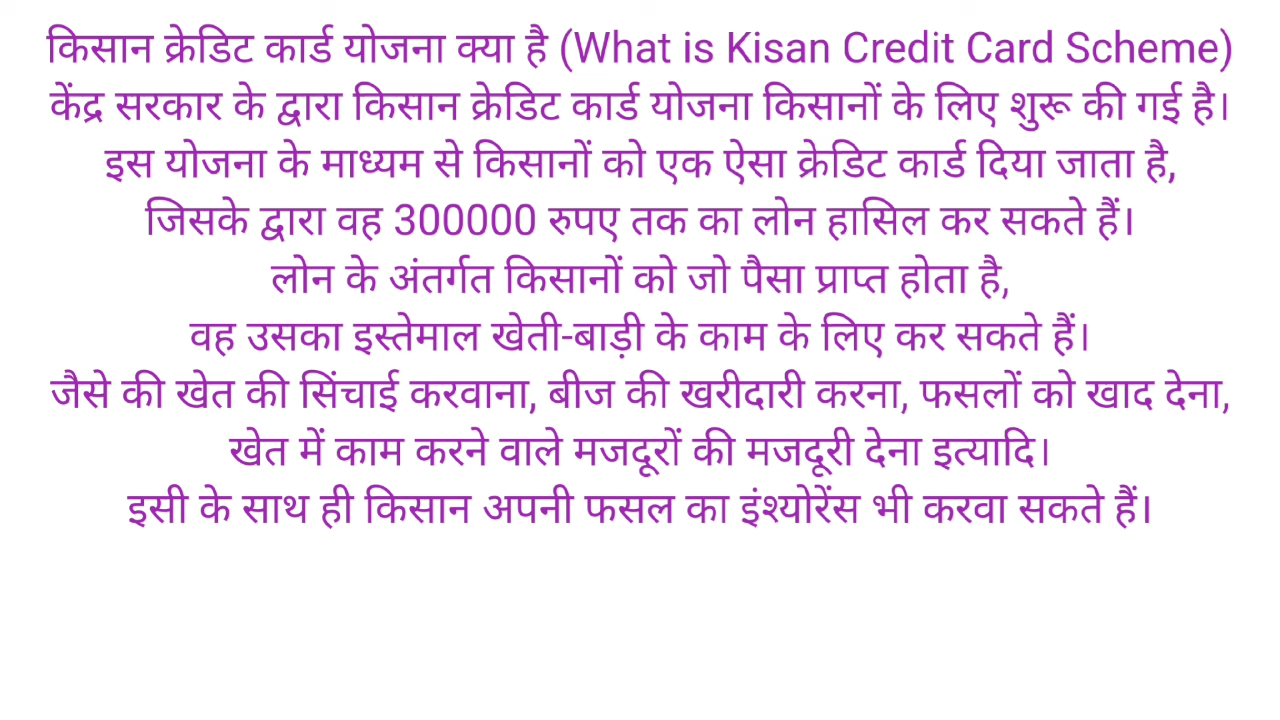 किसान क्रेडिट कार्ड योजना क्या है (What is Kisan Credit Card Scheme)
केंद्र सरकार के द्वारा किसान क्रेडिट कार्ड योजना किसानों के लिए शुरू की गई है।
इस योजना के माध्यम से किसानों को एक ऐसा क्रेडिट कार्ड दिया जाता है,
जिसके द्वारा वह 300000 रुपए तक का लोन हासिल कर सकते हैं।
लोन के अंतर्गत किसानों को जो पैसा प्राप्त होता है,
वह उसका इस्तेमाल खेती-बाड़ी के काम के लिए कर सकते हैं।
जैसे की खेत की सिंचाई करवाना, बीज की खरीदारी करना, फसलों को खाद देना,
खेत में काम करने वाले मजदूरों की मजदूरी देना इत्यादि।
इसी के साथ ही किसान अपनी फसल का इंश्योरेंस भी करवा सकते हैं।